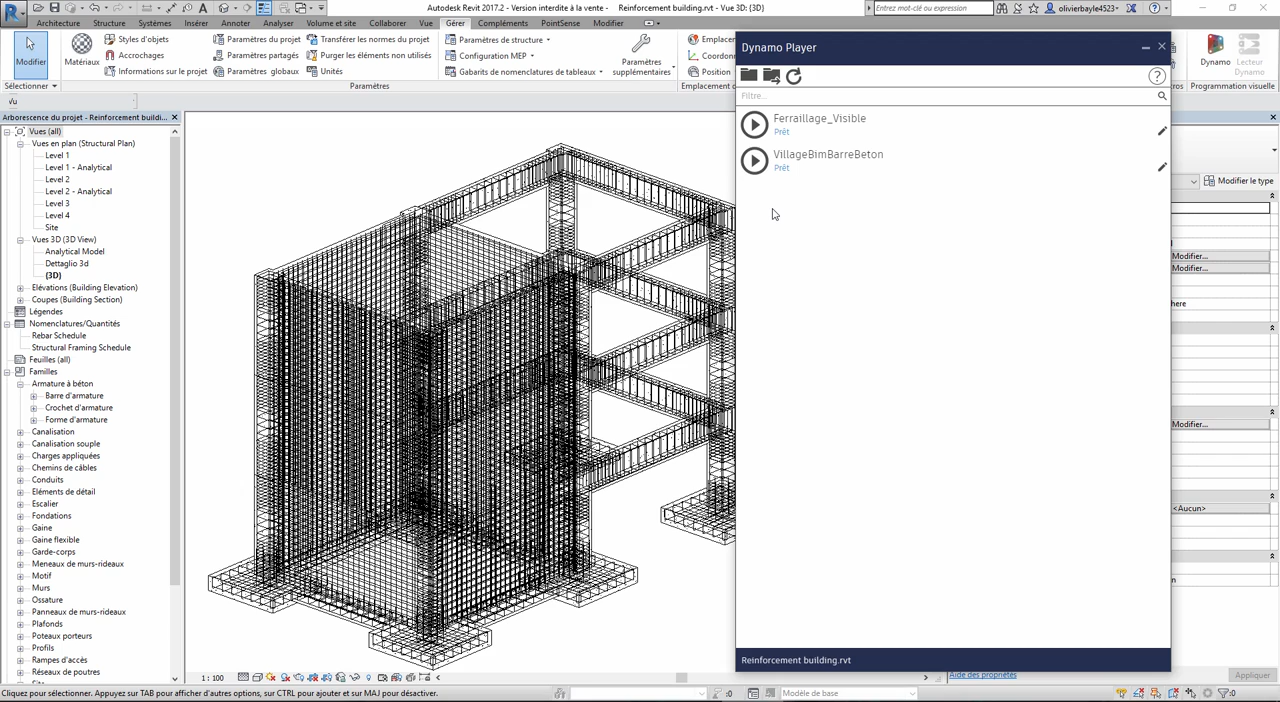 Autodesk Revit 2017.2 - Version interdite à la vente - Reinforcement building.rvt - Vue 3D: {3D}
Entrez mot-clé ou expression
olivierbayle4523...
Architecture Structure Systèmes Insérer Annoter Analyser Volume et site Collaborer Vue Gérer Compléments PointSense Modifier
Modifier
Matériaux
Styles d'objets
Accrochages
Informations sur le projet
Paramètres du projet
Paramètres partagés
Paramètres globaux
Transférer les normes du projet
Purger les éléments non utilisés
Unités
Paramètres de structure
Configuration MEP
Gabarits de nomenclatures de tableaux
Paramètres
supplémentaires
Emplacem
Coordon
Position
Dynamo
Lecteur
Dynamo
Sélectionner
Paramètres
Emplacement d
Programmation visuelle
Arborescence du projet - Reinforcement buildi...
Vues (all)
Vues en plan (Structural Plan)
Level 1
Level 1 - Analytical
Level 2
Level 2 - Analytical
Level 3
Level 4
Site
Vues 3D (3D View)
Analytical Model
Dettaglio 3d
{3D}
Elévations (Building Elevation)
Coupes (Building Section)
Légendes
Nomenclatures/Quantités
Rebar Schedule
Structural Framing Schedule
Feuilles (all)
Familles
Armature à béton
Barre d'armature
Crochet d'armature
Forme d'armature
Canalisation
Canalisation souple
Charges appliquées
Chemins de câbles
Conduits
Eléments de détail
Escalier
Fondations
Gaine
Gaine flexible
Garde-corps
Meneaux de murs-rideaux
Motif
Murs
Ossature
Panneaux de murs-rideaux
Plafonds
Poteaux porteurs
Profils
Rampes d'accès
Réseaux de poutres
Dynamo Player
Filtre...
Ferraillage_Visible
Prêt
VillageBimBarreBeton
Prêt
Reinforcement building.rvt
Modifier le type
Modifier...
Modifier...
here
Modifier...
<Aucun>
Aide des propriétés
Appliquer
1 : 100
Cliquez pour sélectionner. Appuyez sur TAB pour afficher d'autres options, sur CTRL pour ajouter et sur MAJ pour désactiver.
:0
Modèle de base
:0